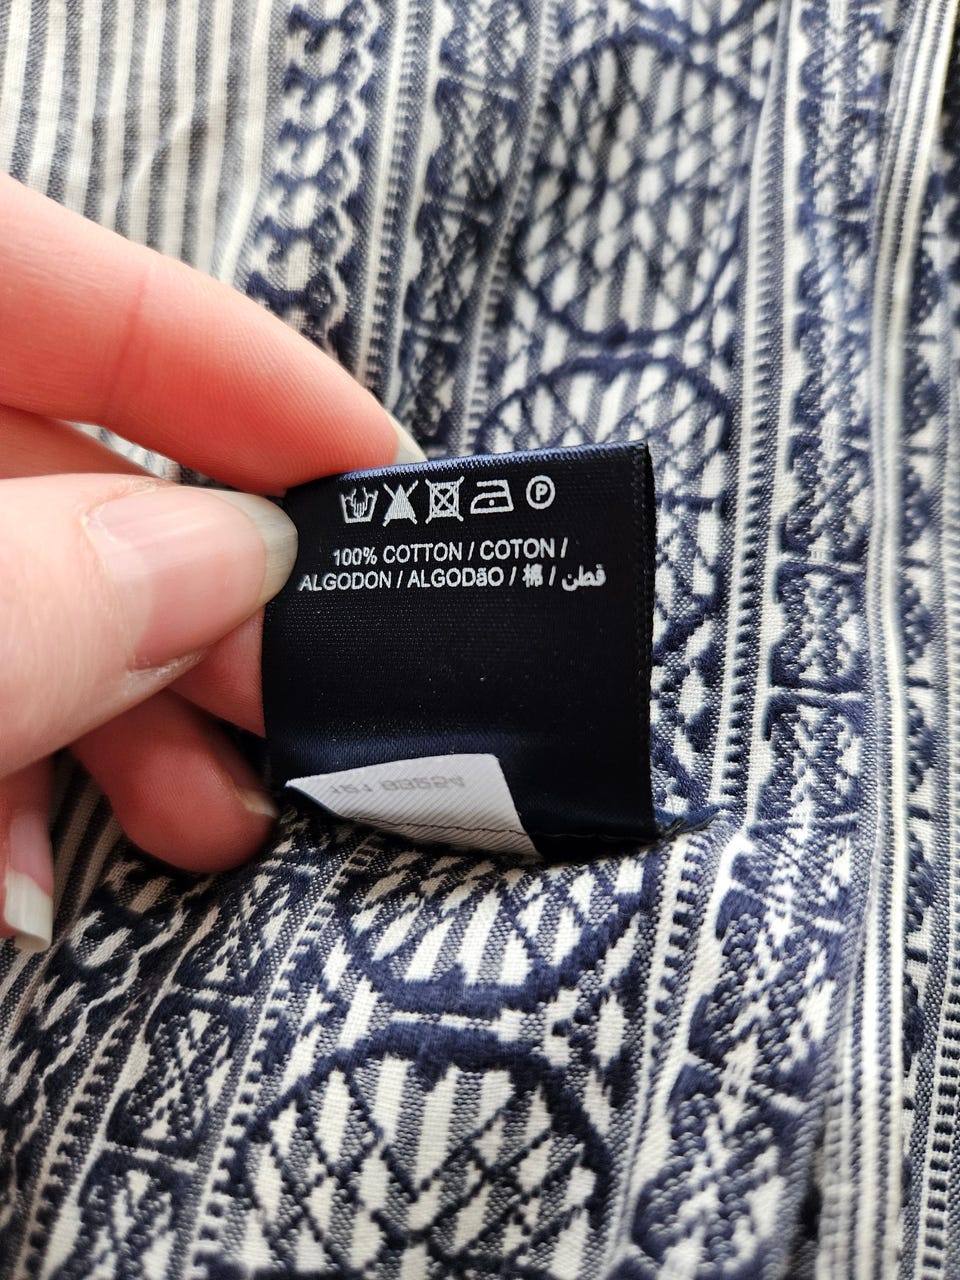 P
100% COTTON / COTON /
ALGODON / ALGODãO / 棉 / قطن